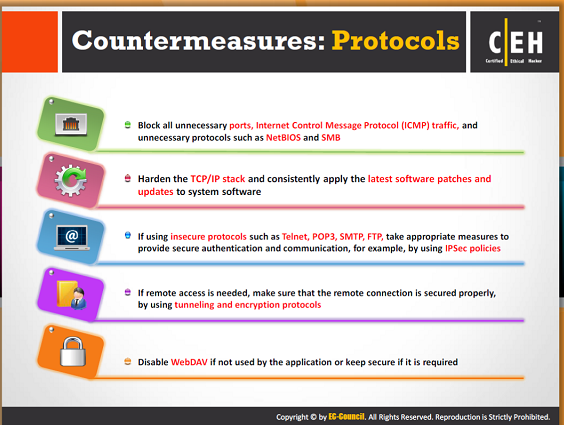 Countermeasures: Protocols
C|EH
Certified Ethical Hacker
Block all unnecessary ports, Internet Control Message Protocol (ICMP) traffic, and
unnecessary protocols such as NetBIOS and SMB
Harden the TCP/IP stack and consistently apply the latest software patches and
updates to system software
If using insecure protocols such as Telnet, POP3, SMTP, FTP, take appropriate measures to
provide secure authentication and communication, for example, by using IPSec policies
@
If remote access is needed, make sure that the remote connection is secured properly,
by using tunneling and encryption protocols
Disable WebDAV if not used by the application or keep secure if it is required
Copyright © by EC-Council. All Rights Reserved. Reproduction is Strictly Prohibited.